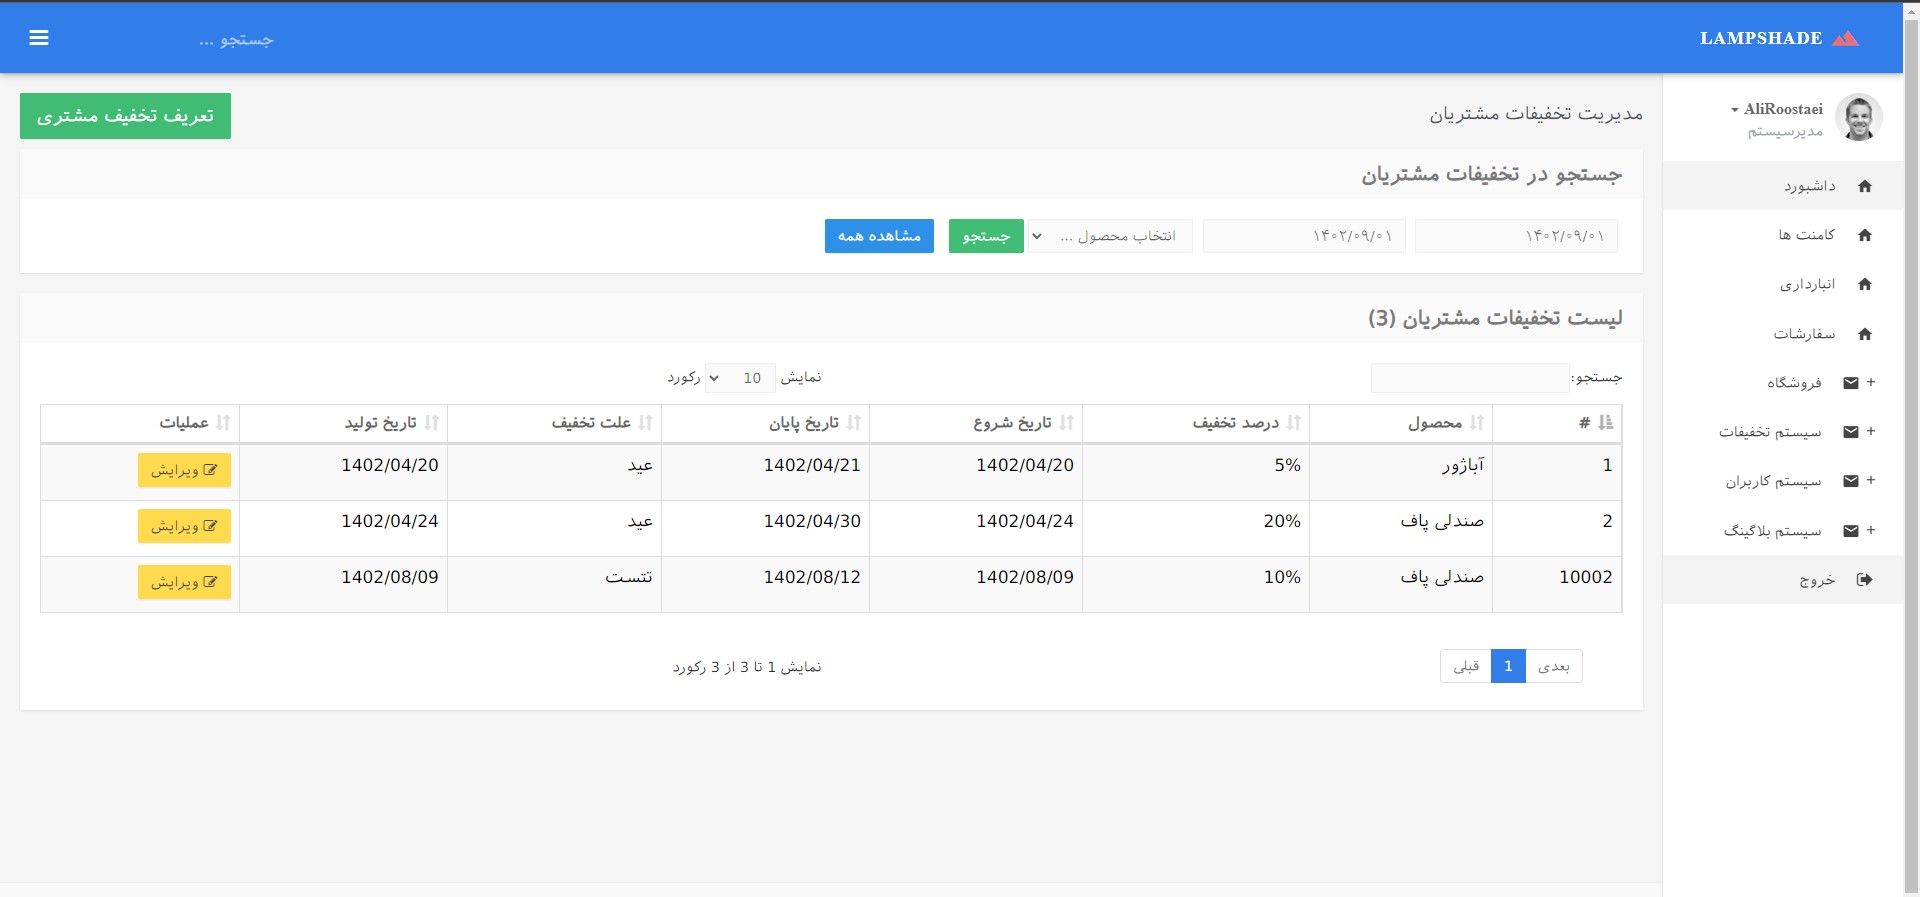 LAMPSHADE
جستجو ...
AliRoostaei
مدیرسیستم
داشبورد
کامنت ها
انبارداری
سفارشات
+ فروشگاه
+ سیستم تخفیفات
+ سیستم کاربران
+ سیستم بلاگینگ
خروج
مدیریت تخفیفات مشتریان
تعریف تخفیف مشتری
جستجو در تخفیفات مشتریان
۱۴۰۲/۰۹/۰۱ ۱۴۰۲/۰۹/۰۱ انتخاب محصول ... جستجو مشاهده همه
لیست تخفیفات مشتریان (3)
جستجو:
نمایش 10 رکورد
# محصول درصد تخفیف تاریخ شروع تاریخ پایان علت تخفیف تاریخ تولید عملیات
1 آباژور 5% 1402/04/20 1402/04/21 عید 1402/04/20 ویرایش
2 صندلی پاف 20% 1402/04/24 1402/04/30 عید 1402/04/24 ویرایش
10002 صندلی پاف 10% 1402/08/09 1402/08/12 تتست 1402/08/09 ویرایش
بعدی 1 قبلی
نمایش 1 تا 3 از 3 رکورد